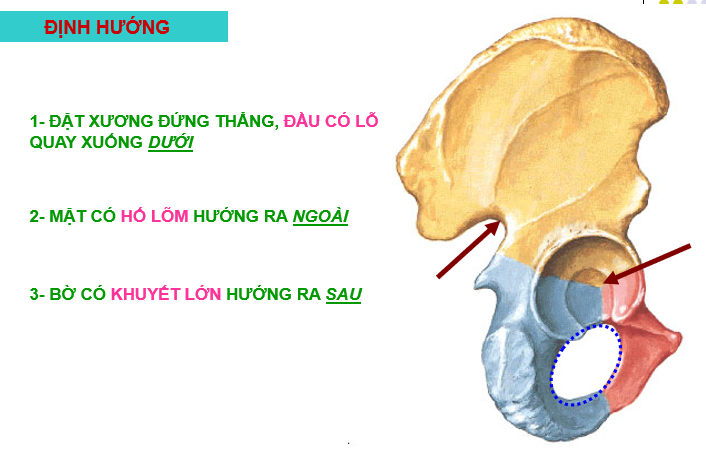 ĐỊNH HƯỚNG
1- ĐẶT XƯƠNG ĐỨNG THẲNG, ĐẦU CÓ LỖ
QUAY XUỐNG DƯỚI
2- MẶT CÓ HỐ LÕM HƯỚNG RA NGOÀI
3- BỜ CÓ KHUYẾT LỚN HƯỚNG RA SAU